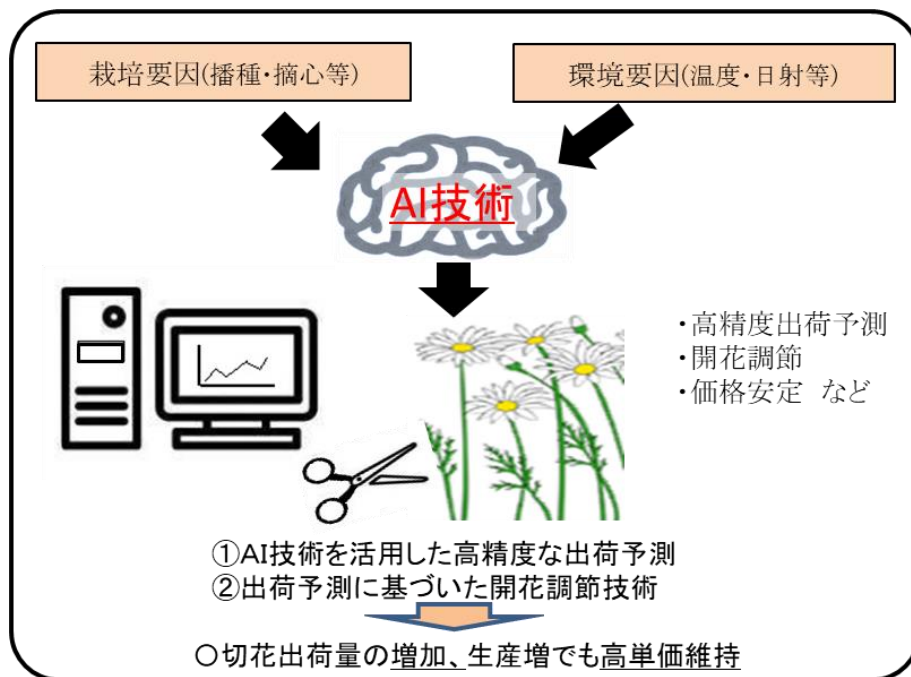 栽培要因(播種・摘心等)
環境要因(温度・日射等)
AI技術
・高精度出荷予測
・開花調節
・価格安定 など
①AI技術を活用した高精度な出荷予測
②出荷予測に基づいた開花調節技術
○切花出荷量の増加、生産増でも高単価維持